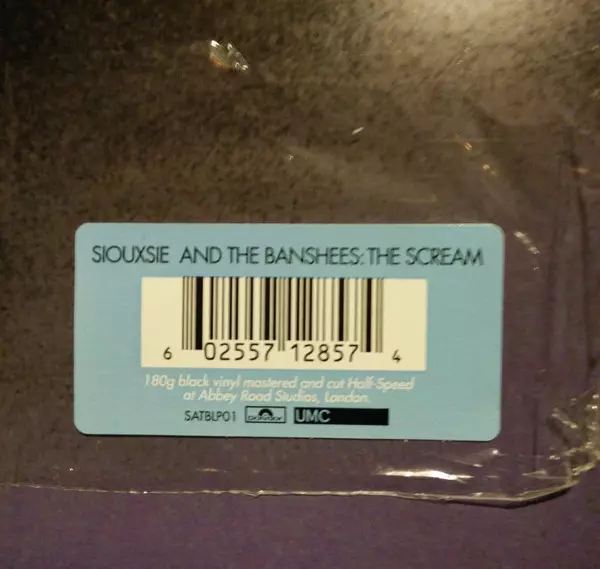 SIOUXSIE AND THE BANSHEES: THE SCREAM
6 02557 12857 4
180g black vinyl mastered and cut Half-Speed
at Abbey Road Studios, London.
SATBLP01 polydor UMC